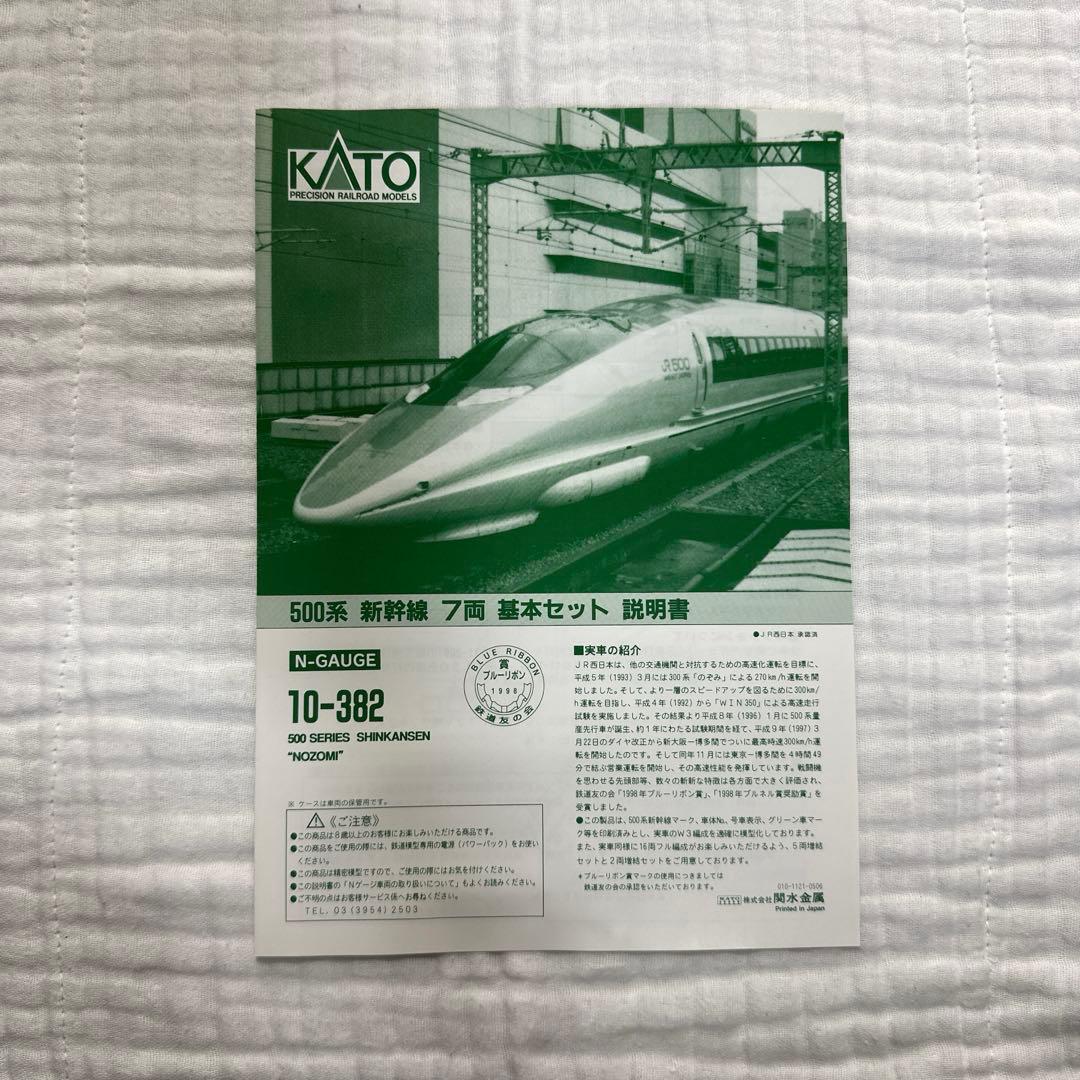 KATO
PRECISION RAILROAD MODELS
JR500
500系 新幹線 7両 基本セット 説明書
●JR西日本 承認済
N-GAUGE
10-382
500 SERIES SHINKANSEN
"NOZOMI"
BLUE RIBBON
賞
ブルーリボン
1998
鉄道友の会
■実車の紹介
JR西日本は、他の交通機関と対抗するための高速化運転を目標に、
平成5年（1993）3月には300系「のぞみ」による270km/h運転を開
始しました。そして、より一層のスピードアップを図るために300km/
h運転を目指し、平成4年（1992）から「WIN350」による高速走行
試験を実施しました。その結果より平成8年（1996）1月に500系量
産先行車が誕生、約1年にわたる試験期間を経て、平成9年（1997）3
月22日のダイヤ改正から新大阪ー博多間でついに最高時速300km/h運
転を開始したのです。そして同年11月には東京ー博多間を4時間49
分で結ぶ営業運転を開始し、その高速性能を発揮しています。戦闘機
を思わせる先頭部等、数々の斬新な特徴は各方面で大きく評価され、
鉄道友の会「1998年ブルーリボン賞」、「1998年ブルネル賞奨励賞」を
受賞しました。
●この製品は、500系新幹線マーク、車体No.、号車表示、グリーン車マー
ク等を印刷済みとし、実車のW3編成を適確に模型化しております。
また、実車同様に16両フル編成がお楽しみいただけるよう、5両増結
セットと2両増結セットをご用意しております。
＊ブルーリボン賞マークの使用につきましては
鉄道友の会の承認をいただいております。
※ ケースは車両の保管用です。
⚠《ご注意》
●この商品は8歳以上のお客様にお楽しみいただける商品です。
●この商品をご使用の際には、鉄道模型専用の電源（パワーパック）をお使い
ください。
●この商品は精密模型ですので、ご使用の際にはお気を付けください。
●この説明書の「Nゲージ車両の取り扱いについて」もよくお読みください。
●ご不明の点はお客様サービス係へお尋ねください。
TEL. 03(3954)2503
010-1121-0506
KATO 株式会社 関水金属
Printed in Japan